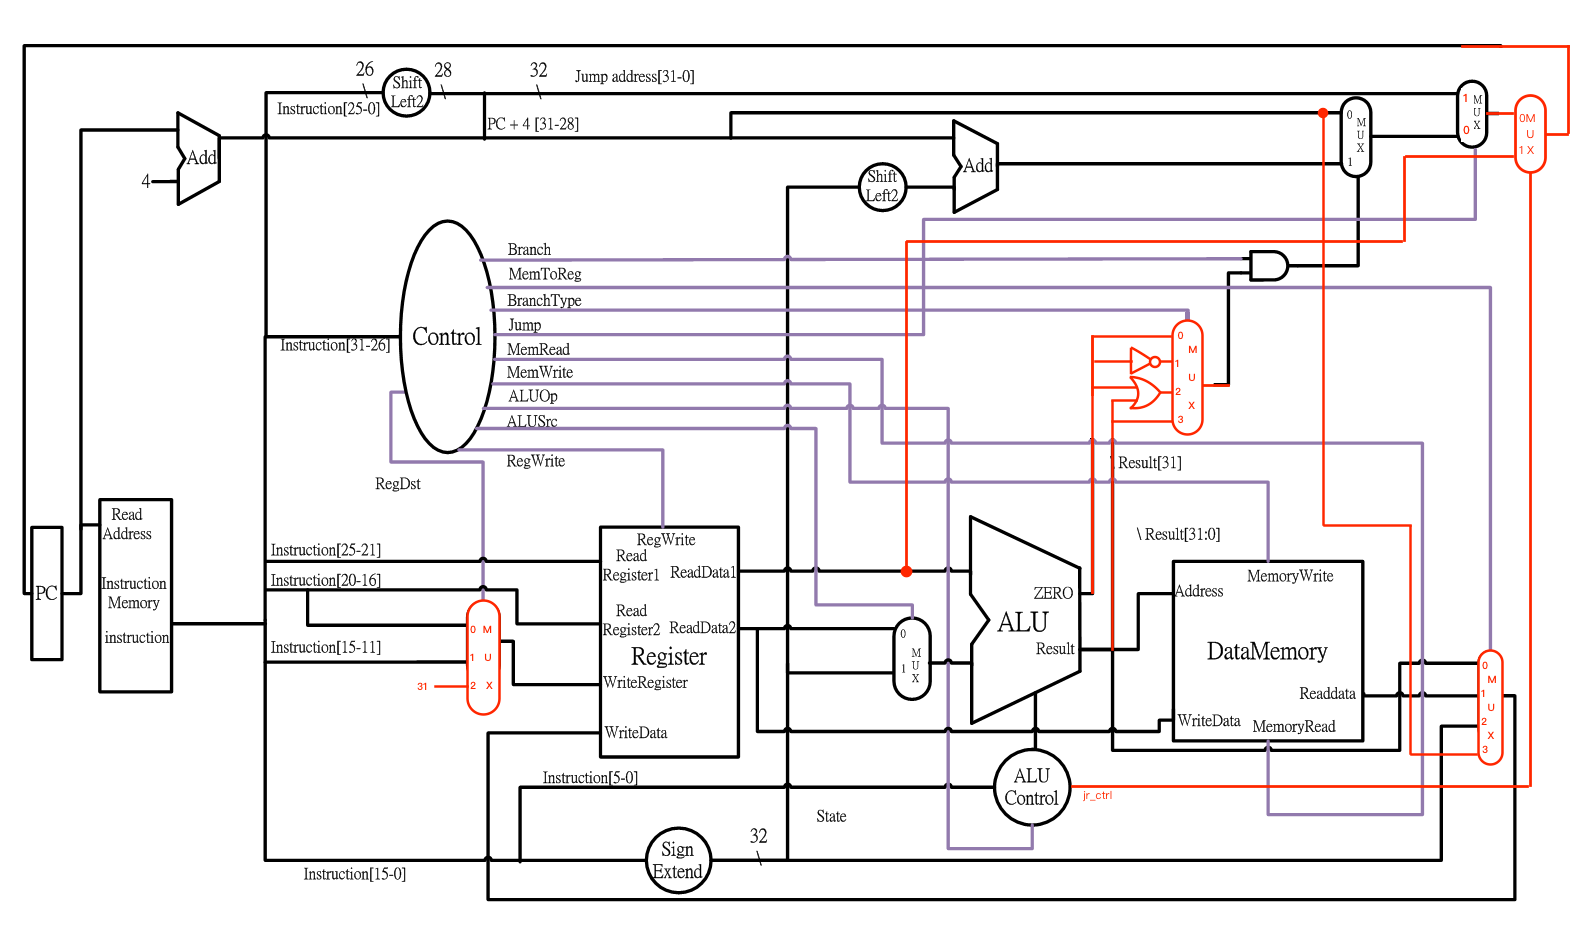 26
28
32
Jump address[31-0]
Shift
Left2
Instruction[25-0]
PC + 4 [31-28]
Add
4
0
M
U
X
1
1
M
U
X
0
0M
U
1 X
Shift
Left2
Add
Branch
MemToReg
BranchType
Jump
MemRead
MemWrite
ALUOp
ALUSrc
RegWrite
Control
Instruction[31-26]
RegDst
0
M
1
U
2
X
3
\ Result[31]
\ Result[31:0]
PC
Read
Address
Instruction
Memory
instruction
Instruction[25-21]
Instruction[20-16]
Instruction[15-11]
31
0 M
1 U
2 X
RegWrite
Read
Register1
ReadData1
Read
Register2
ReadData2
Register
WriteRegister
WriteData
0
M
1 U
X
ZERO
ALU
Result
MemoryWrite
Address
DataMemory
Readdata
WriteData
MemoryRead
0
M
1
U
2
X
3
Instruction[5-0]
ALU
Control
jr_ctrl
State
32
Sign
Extend
Instruction[15-0]